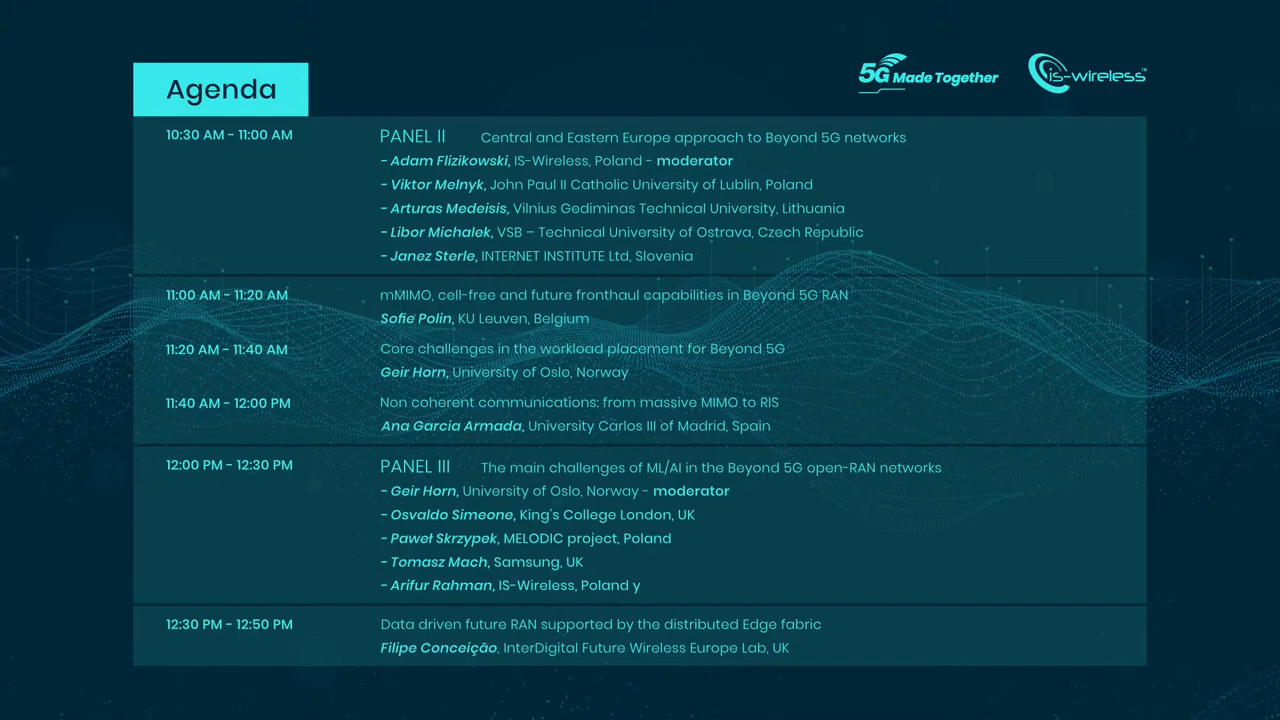 Agenda
5G Made Together
is-wireless™
10:30 AM - 11:00 AM
PANEL II Central and Eastern Europe approach to Beyond 5G networks
- Adam Flizikowski, IS-Wireless, Poland - moderator
- Viktor Melnyk, John Paul II Catholic University of Lublin, Poland
- Arturas Medeisis, Vilnius Gediminas Technical University, Lithuania
- Libor Michalek, VSB – Technical University of Ostrava, Czech Republic
- Janez Sterle, INTERNET INSTITUTE Ltd, Slovenia
11:00 AM - 11:20 AM
mMIMO, cell-free and future fronthaul capabilities in Beyond 5G RAN
Sofie Polin, KU Leuven, Belgium
11:20 AM - 11:40 AM
Core challenges in the workload placement for Beyond 5G
Geir Horn, University of Oslo, Norway
11:40 AM - 12:00 PM
Non coherent communications: from massive MIMO to RIS
Ana Garcia Armada, University Carlos III of Madrid, Spain
12:00 PM - 12:30 PM
PANEL III The main challenges of ML/AI in the Beyond 5G open-RAN networks
- Geir Horn, University of Oslo, Norway - moderator
- Osvaldo Simeone, King's College London, UK
- Paweł Skrzypek, MELODIC project, Poland
- Tomasz Mach, Samsung, UK
- Arifur Rahman, IS-Wireless, Poland y
12:30 PM - 12:50 PM
Data driven future RAN supported by the distributed Edge fabric
Filipe Conceição, InterDigital Future Wireless Europe Lab, UK